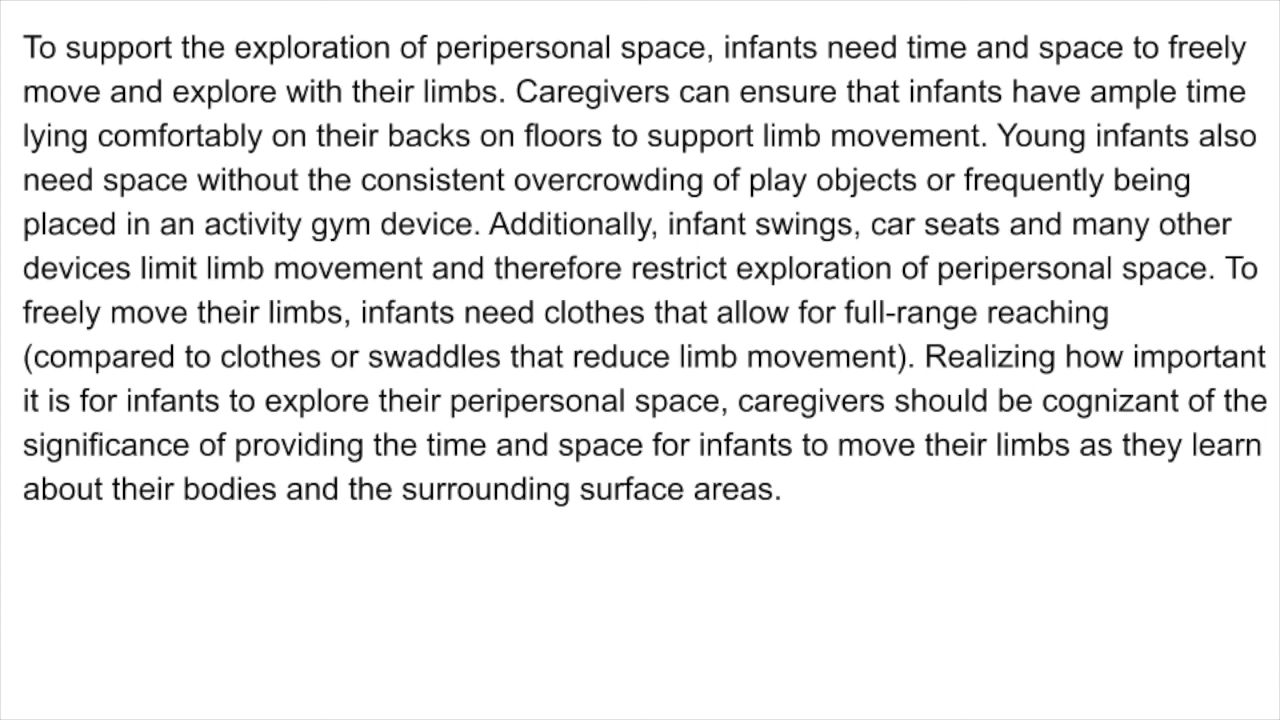 To support the exploration of peripersonal space, infants need time and space to freely
move and explore with their limbs. Caregivers can ensure that infants have ample time
lying comfortably on their backs on floors to support limb movement. Young infants also
need space without the consistent overcrowding of play objects or frequently being
placed in an activity gym device. Additionally, infant swings, car seats and many other
devices limit limb movement and therefore restrict exploration of peripersonal space. To
freely move their limbs, infants need clothes that allow for full-range reaching
(compared to clothes or swaddles that reduce limb movement). Realizing how important
it is for infants to explore their peripersonal space, caregivers should be cognizant of the
significance of providing the time and space for infants to move their limbs as they learn
about their bodies and the surrounding surface areas.